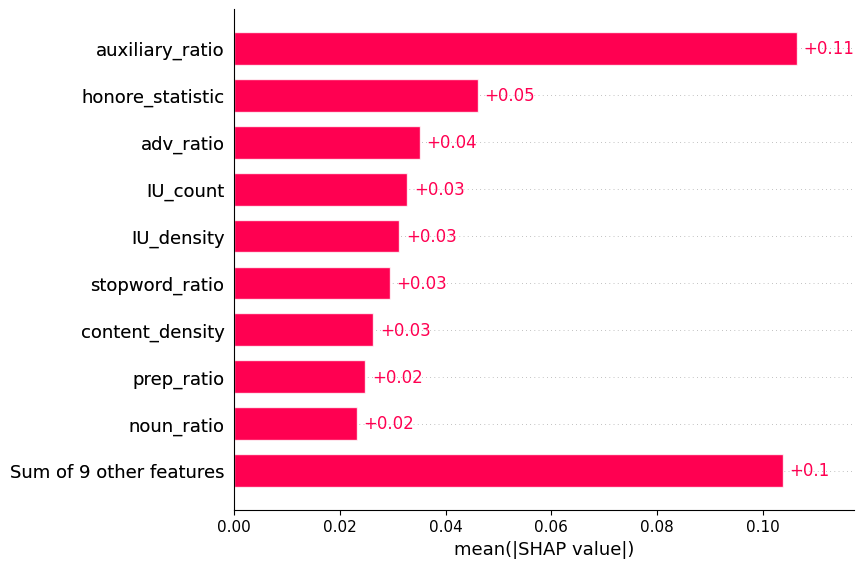 auxiliary_ratio +0.11
honore_statistic +0.05
adv_ratio +0.04
IU_count +0.03
IU_density +0.03
stopword_ratio +0.03
content_density +0.03
prep_ratio +0.02
noun_ratio +0.02
Sum of 9 other features +0.1
0.00 0.02 0.04 0.06 0.08 0.10
mean(|SHAP value|)